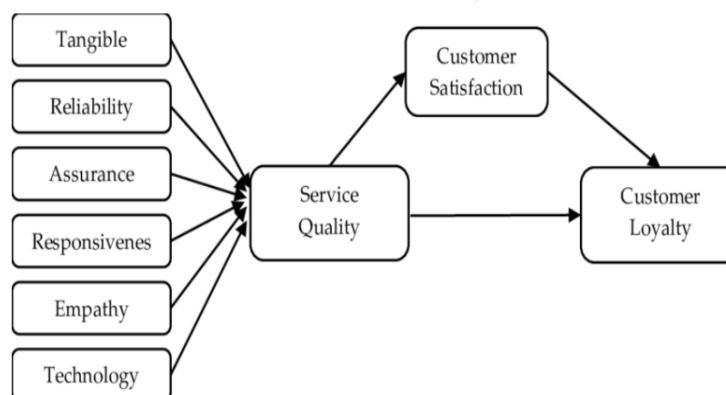 Tangible
Reliability
Assurance
Responsivenes
Empathy
Technology
Service
Quality
Customer
Satisfaction
Customer
Loyalty